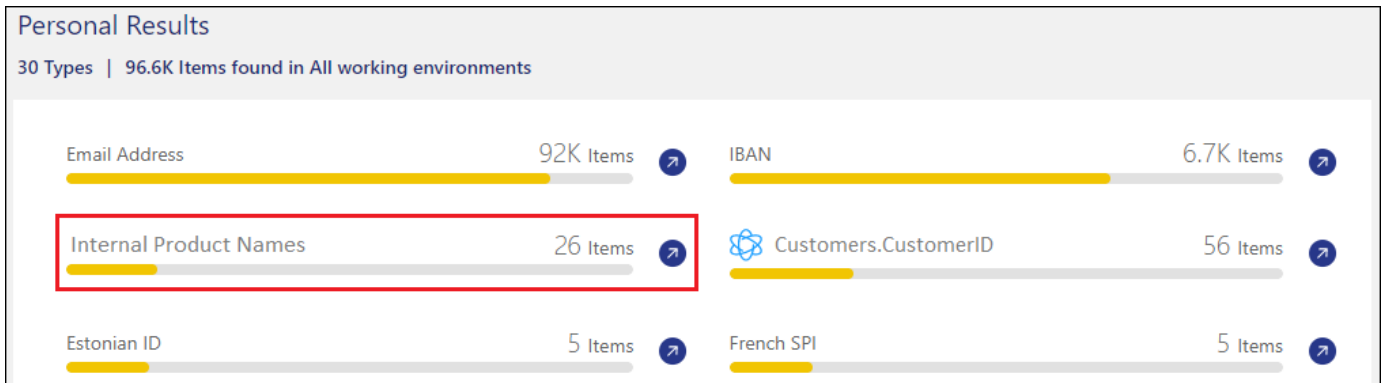 Personal Results
30 Types | 96.6K Items found in All working environments
Email Address 92K Items
IBAN 6.7K Items
Internal Product Names 26 Items
Customers.CustomerID 56 Items
Estonian ID 5 Items
French SPI 5 Items